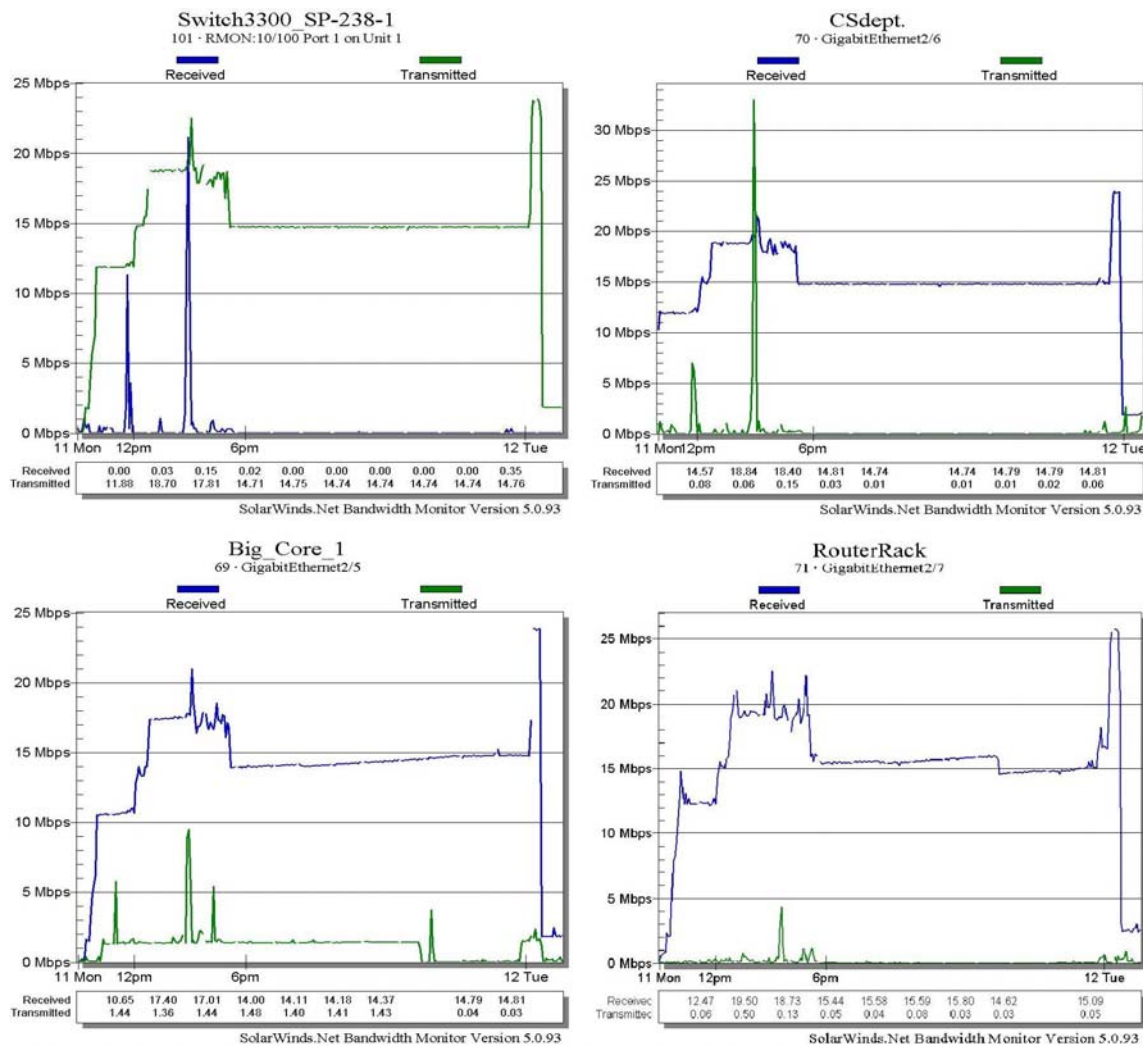 Switch3300_SP-238-1
101 · RMON:10/100 Port 1 on Unit 1
Received Transmitted
25 Mbps
20 Mbps
15 Mbps
10 Mbps
5 Mbps
0 Mbps
11 Mon 12pm 6pm 12 Tue
Received 0.00 0.03 0.15 0.02 0.00 0.00 0.00 0.00 0.00 0.35
Transmitted 11.88 18.70 17.81 14.71 14.75 14.74 14.74 14.74 14.74 14.76
SolarWinds.Net Bandwidth Monitor Version 5.0.93
CSdept.
70 · GigabitEthernet2/6
Received Transmitted
30 Mbps
25 Mbps
20 Mbps
15 Mbps
10 Mbps
5 Mbps
0 Mbps
11 Mon 12pm 6pm 12 Tue
Received 14.57 18.84 18.40 14.81 14.74 14.74 14.79 14.79 14.81
Transmitted 0.08 0.06 0.15 0.03 0.01 0.01 0.01 0.02 0.06
SolarWinds.Net Bandwidth Monitor Version 5.0.93
Big_Core_1
69 · GigabitEthernet2/5
Received Transmitted
25 Mbps
20 Mbps
15 Mbps
10 Mbps
5 Mbps
0 Mbps
11 Mon 12pm 6pm 12 Tue
Received 10.65 17.40 17.01 14.00 14.11 14.18 14.37 14.79 14.81
Transmitted 1.44 1.36 1.44 1.48 1.40 1.41 1.43 0.04 0.03
SolarWinds.Net Bandwidth Monitor Version 5.0.93
RouterRack
71 · GigabitEthernet2/7
Received Transmitted
25 Mbps
20 Mbps
15 Mbps
10 Mbps
5 Mbps
0 Mbps
11 Mon 12pm 6pm 12 Tue
Received 12.47 19.50 18.73 15.44 15.58 15.59 15.80 14.62 15.09
Transmitted 0.06 0.50 0.13 0.05 0.04 0.08 0.03 0.03 0.05
SolarWinds.Net Bandwidth Monitor Version 5.0.93